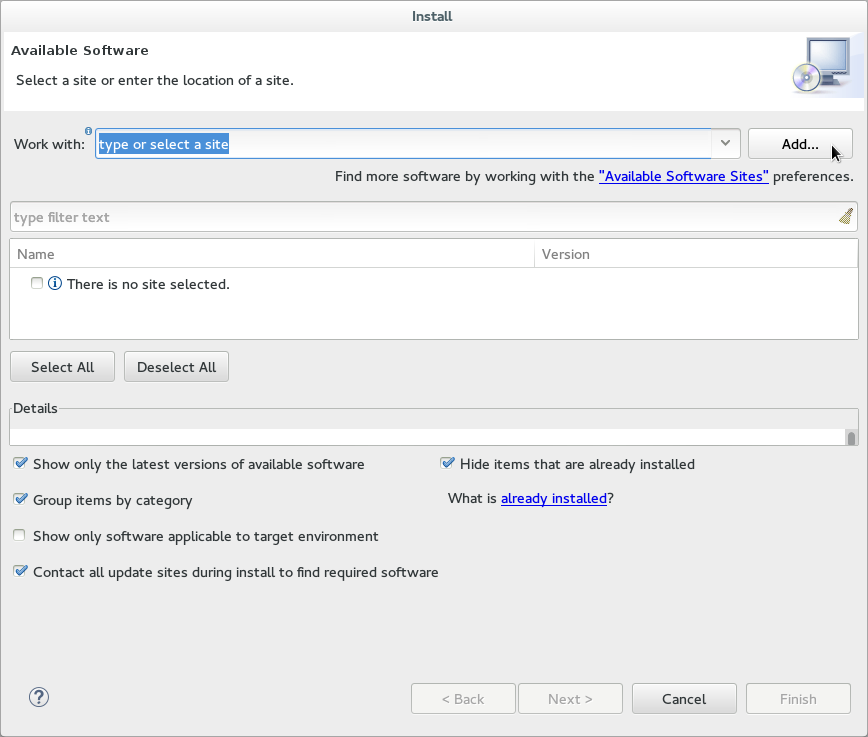 Install
Available Software
Select a site or enter the location of a site.
Work with: type or select a site Add...
Find more software by working with the "Available Software Sites" preferences.
type filter text
Name Version
There is no site selected.
Select All Deselect All
Details
Show only the latest versions of available software Hide items that are already installed
Group items by category What is already installed?
Show only software applicable to target environment
Contact all update sites during install to find required software
? < Back Next > Cancel Finish